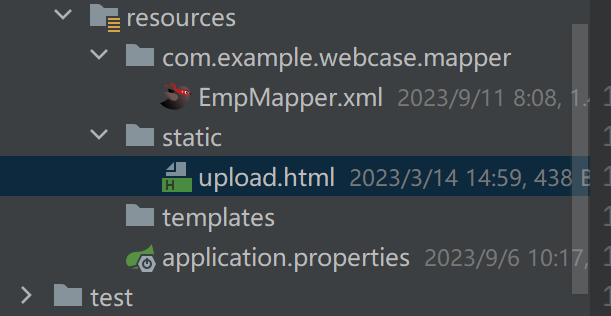 resources
com.example.webcase.mapper
EmpMapper.xml 2023/9/11 8:08, 1.
static
upload.html 2023/3/14 14:59, 438 B
templates
application.properties 2023/9/6 10:17,
test